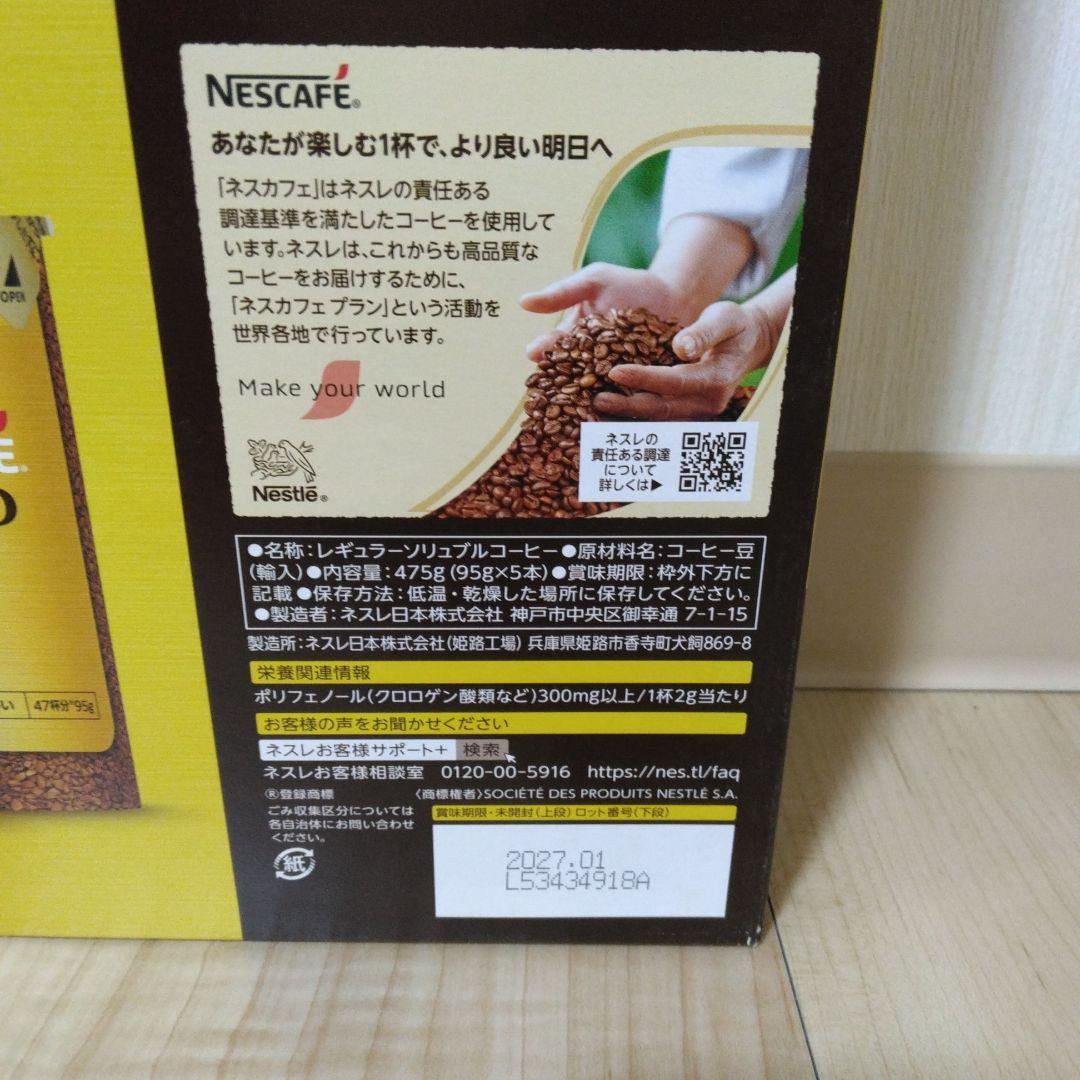 NESCAFÉ®
あなたが楽しむ1杯で、より良い明日へ
「ネスカフェ」はネスレの責任ある
調達基準を満たしたコーヒーを使用して
います。ネスレは、これからも高品質な
コーヒーをお届けするために、
「ネスカフェ プラン」という活動を
世界各地で行っています。
Make your world
Nestlé®
ネスレの
責任ある調達
について
詳しくは▶
OPEN
E®
47杯分*95g
●名称:レギュラーソリュブルコーヒー●原材料名:コーヒー豆
(輸入)●内容量:475g(95g×5本)●賞味期限:枠外下方に
記載●保存方法:低温・乾燥した場所に保存してください。
●製造者:ネスレ日本株式会社 神戸市中央区御幸通 7-1-15
製造所:ネスレ日本株式会社(姫路工場) 兵庫県姫路市香寺町犬飼869-8
栄養関連情報
ポリフェノール(クロロゲン酸類など)300mg以上/1杯2g当たり
お客様の声をお聞かせください
ネスレお客様サポート+ 検索
ネスレお客様相談室 0120-00-5916 https://nes.tl/faq
®登録商標 〈商標権者〉SOCIÉTÉ DES PRODUITS NESTLÉ S.A.
ごみ収集区分については
各自治体にお問い合わせ
ください。
紙
賞味期限・未開封(上段) ロット番号(下段)
2027.01
L53434918A